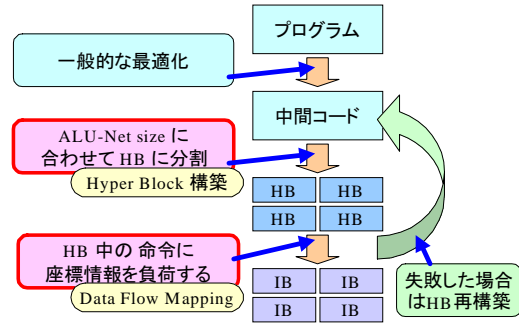 プログラム
一般的な最適化
中間コード
ALU-Net size に
合わせて HB に分割
Hyper Block 構築
HB HB
HB HB
HB 中の 命令に
座標情報を負荷する
Data Flow Mapping
IB IB
IB IB
失敗した場合
はHB 再構築